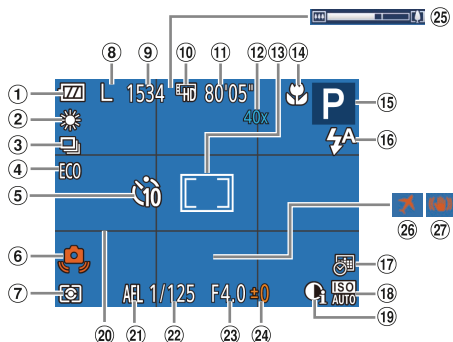 ⑧ ⑨ ⑩ ⑪ ⑫ ⑬ ⑭ ㉕
① L 1534 HD 80'05" P ⑮
② 40x
③ A ⑯
④ ECO
⑤ 10
㉖ ㉗
⑥ ⑰
⑦ AEL 1/125 F4.0 ±0 i ISO AUTO ⑱
⑲
⑳ ㉑ ㉒ ㉓ ㉔